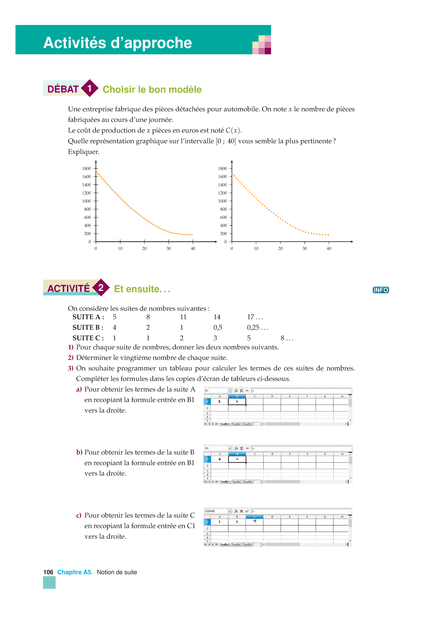 Activités d'approche
DÉBAT 1 Choisir le bon modèle
Une entreprise fabrique des pièces détachées pour automobile. On note x le nombre de pièces
fabriquées au cours d'une journée.
Le coût de production de x pièces en euros est noté C(x).
Quelle représentation graphique sur l'intervalle [0 ; 40] vous semble la plus pertinente ?
Expliquer.
1800 1800
1600 1600
1400 1400
1200 1200
1000 1000
800 800
600 600
400 400
200 200
0 0
0 10 20 30 40 0 10 20 30 40
ACTIVITÉ 2 Et ensuite...
INFO
On considère les suites de nombres suivantes :
SUITE A : 5 8 11 14 17 ...
SUITE B : 4 2 1 0,5 0,25 ...
SUITE C : 1 1 2 3 5 8 ...
1) Pour chaque suite de nombres, donner les deux nombres suivants.
2) Déterminer le vingtième nombre de chaque suite.
3) On souhaite programmer un tableau pour calculer les termes de ces suites de nombres.
Compléter les formules dans les copies d'écran de tableurs ci-dessous.
a) Pour obtenir les termes de la suite A
en recopiant la formule entrée en B1
vers la droite.
b) Pour obtenir les termes de la suite B
en recopiant la formule entrée en B1
vers la droite.
c) Pour obtenir les termes de la suite C
en recopiant la formule entrée en C1
vers la droite.
106 Chapitre A5. Notion de suite